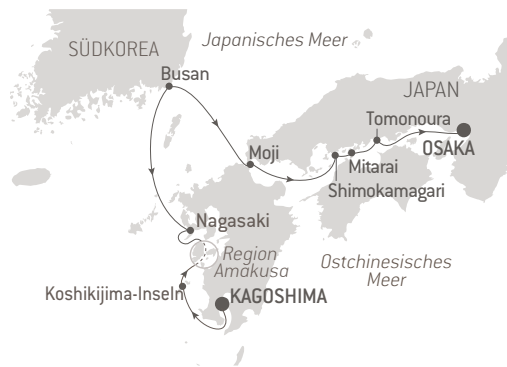 SÜDKOREA
Japanisches Meer
Busan
JAPAN
Tomonoura
OSAKA
Moji
Mitarai
Shimokamagari
Nagasaki
Region
Amakusa
Ostchinesisches
Meer
Koshikijima-Inseln
KAGOSHIMA